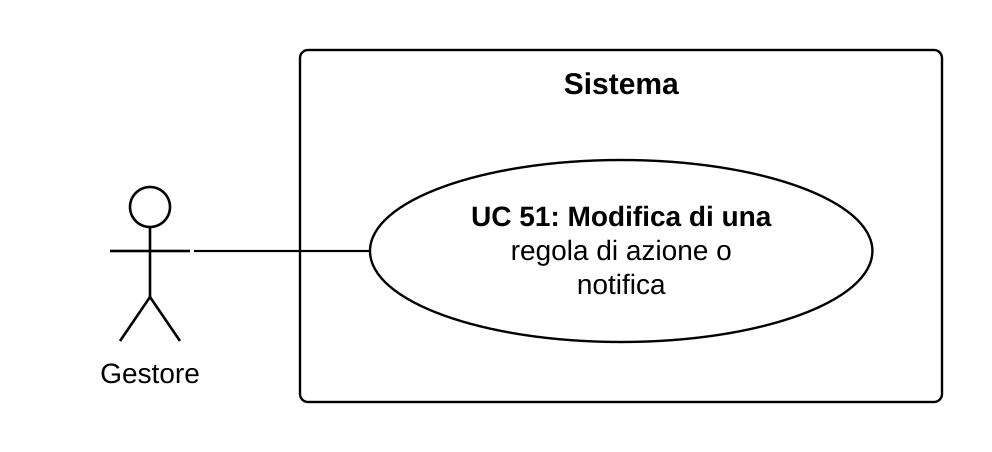 Sistema
UC 51: Modifica di una
regola di azione o
notifica
Gestore